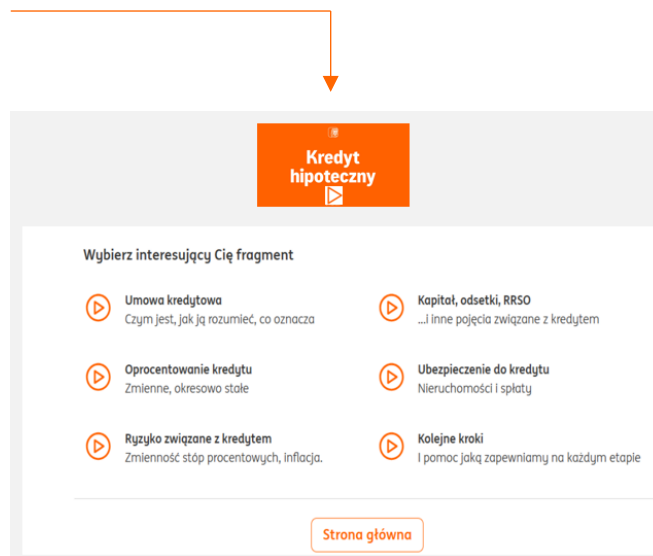 Kredyt
hipoteczny
Wybierz interesujący Cię fragment
Umowa kredytowa
Czym jest, jak ją rozumieć, co oznacza
Kapitał, odsetki, RRSO
...i inne pojęcia związane z kredytem
Oprocentowanie kredytu
Zmienne, okresowo stałe
Ubezpieczenie do kredytu
Nieruchomości i spłaty
Ryzyko związane z kredytem
Zmienność stóp procentowych, inflacja.
Kolejne kroki
I pomoc jaką zapewniamy na każdym etapie
Strona główna